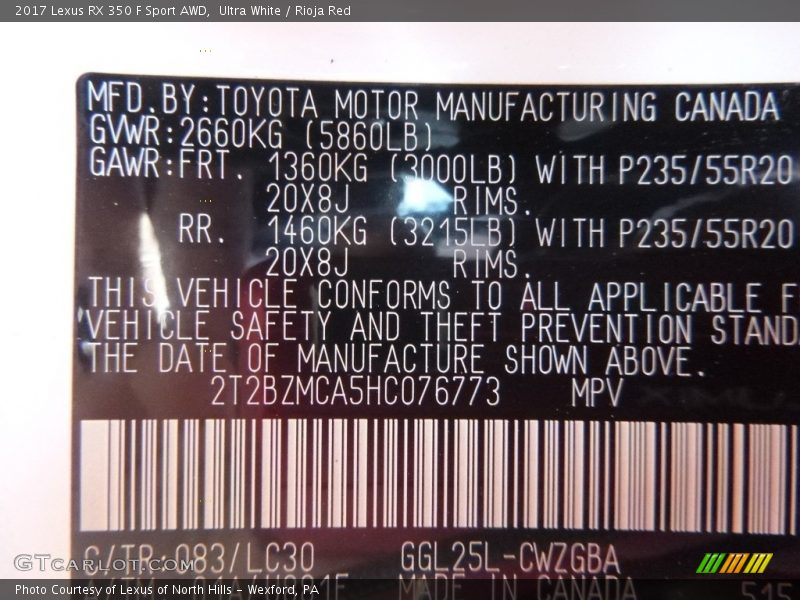 2017 Lexus RX 350 F Sport AWD, Ultra White / Rioja Red
MFD.BY:TOYOTA MOTOR MANUFACTURING CANADA
GVWR:2660KG (5860LB)
GAWR:FRT. 1360KG (3000LB) WITH P235/55R20
20X8J RIMS.
RR. 1460KG (3215LB) WITH P235/55R20
20X8J RIMS.
THIS VEHICLE CONFORMS TO ALL APPLICABLE F
VEHICLE SAFETY AND THEFT PREVENTION STAND
THE DATE OF MANUFACTURE SHOWN ABOVE.
2T2BZMCA5HC076773 MPV
C/TR:083/LC30 GGL25L-CWZGBA
MADE IN CANADA 515
GTcarlot.com
Photo Courtesy of Lexus of North Hills – Wexford, PA